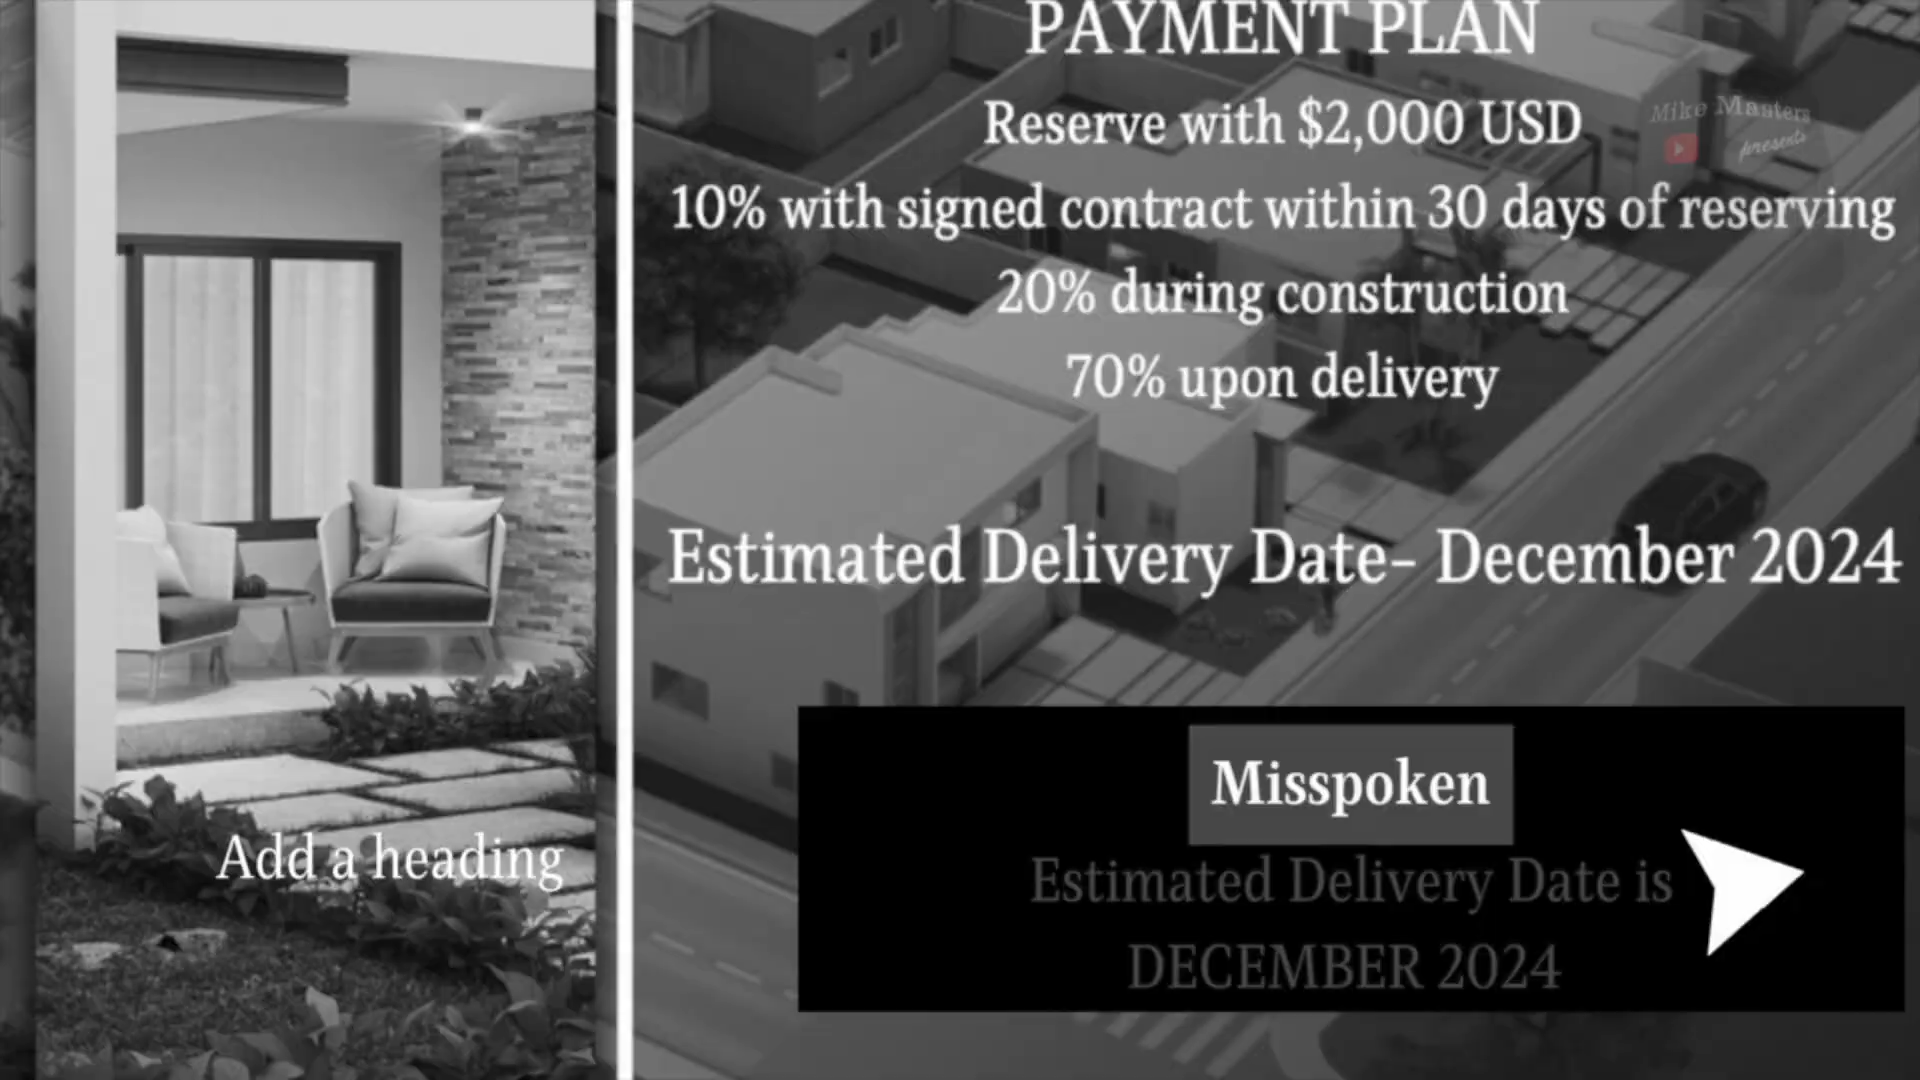 PAYMENT PLAN
Reserve with $2,000 USD
Mike Masters
presents
10% with signed contract within 30 days of reserving
20% during construction
70% upon delivery
Estimated Delivery Date- December 2024
Misspoken
Add a heading
Estimated Delivery Date is
DECEMBER 2024